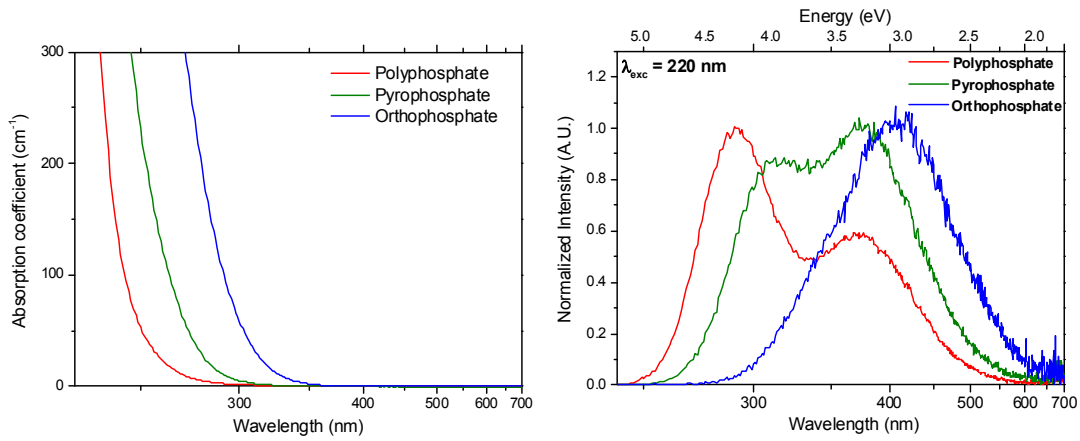 300
200
100
0
Absorption coefficient (cm⁻¹)
Polyphosphate
Pyrophosphate
Orthophosphate
300 400 500 600 700
Wavelength (nm)
Energy (eV)
5.0 4.5 4.0 3.5 3.0 2.5 2.0
λexc = 220 nm
Polyphosphate
Pyrophosphate
Orthophosphate
1.2
1.0
0.8
0.6
0.4
0.2
0.0
Normalized Intensity (A.U.)
300 400 500 600 700
Wavelength (nm)